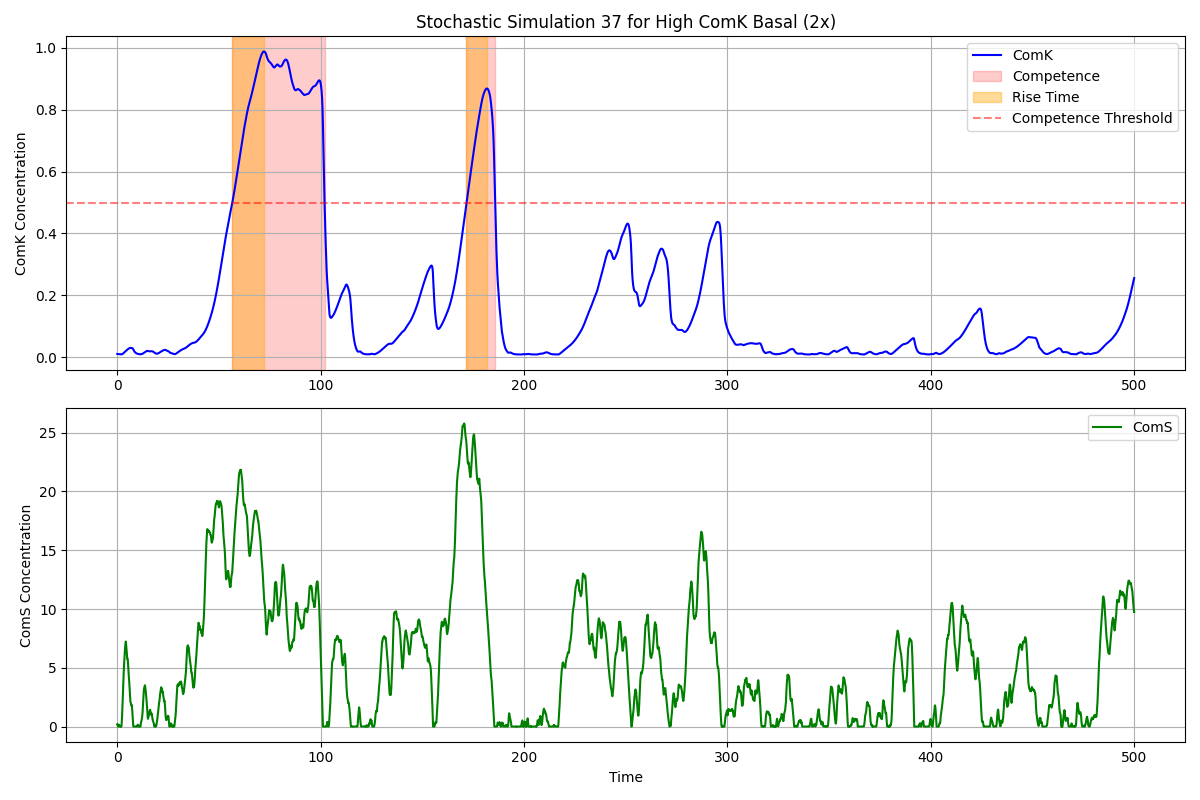 Stochastic Simulation 37 for High ComK Basal (2x)
ComK Concentration
1.0
0.8
0.6
0.4
0.2
0.0
ComK
Competence
Rise Time
Competence Threshold
0 100 200 300 400 500
ComS Concentration
25
20
15
10
5
0
ComS
0 100 200 300 400 500
Time